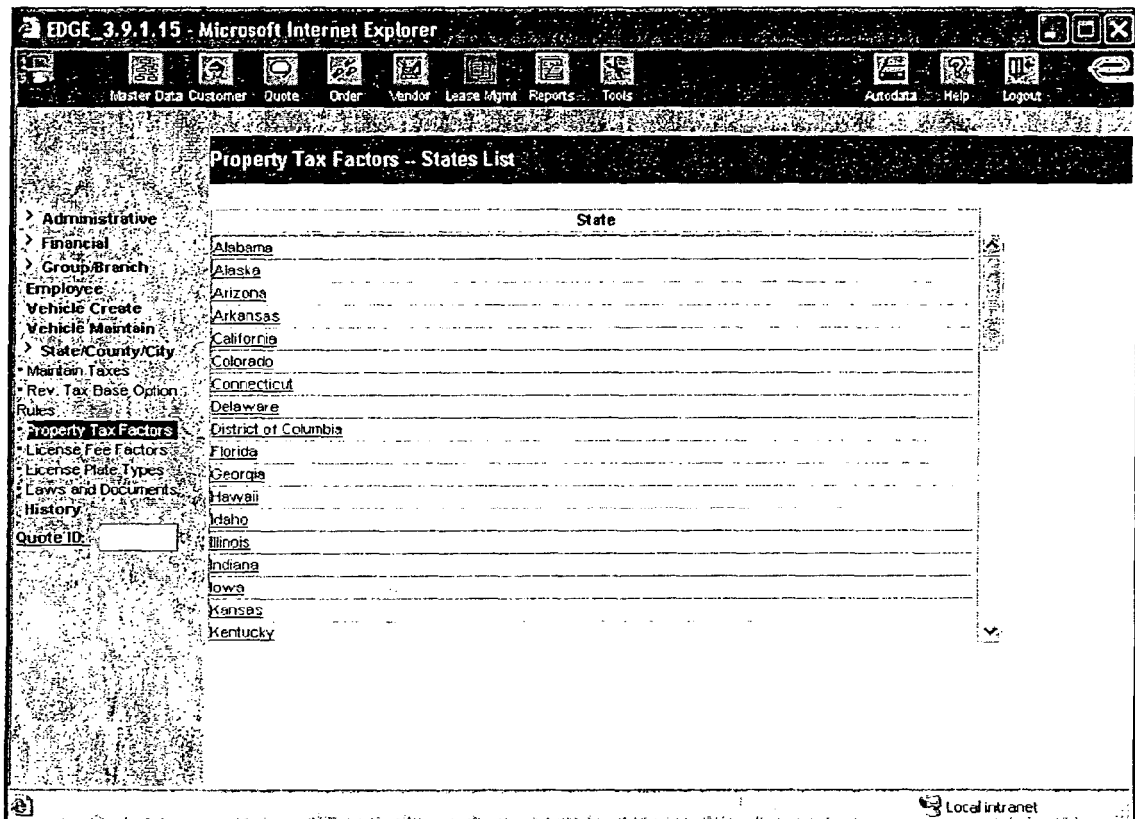 EDGE_3.9.1.15 - Microsoft Internet Explorer
Master Data Customer Quote Order Vendor Lease Mgmt Reports Tools Autodata Help Logout
Property Tax Factors -- States List
> Administrative
> Financial
> Group/Branch
Employee
Vehicle Create
Vehicle Maintain
> State/County/City
• Maintain Taxes
• Rev. Tax Base Option
Rules
• Property Tax Factors
• License Fee Factors
• License Plate Types
• Laws and Documents
History
Quote ID:
State
Alabama
Alaska
Arizona
Arkansas
California
Colorado
Connecticut
Delaware
District of Columbia
Florida
Georgia
Hawaii
Idaho
Illinois
Indiana
Iowa
Kansas
Kentucky
Local intranet